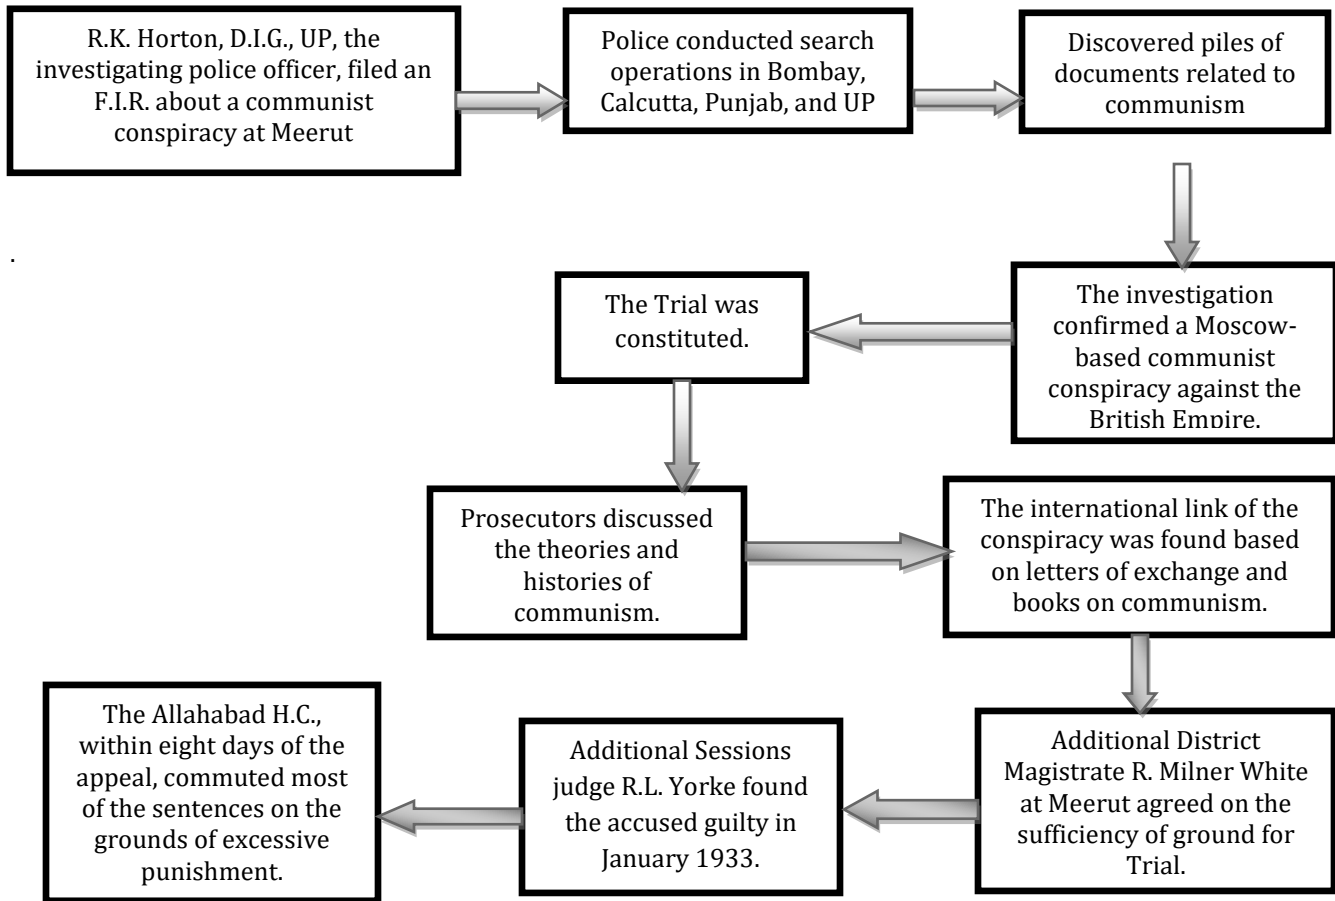 R.K. Horton, D.I.G., UP, the
investigating police officer, filed an
F.I.R. about a communist
conspiracy at Meerut
Police conducted search
operations in Bombay,
Calcutta, Punjab, and UP
Discovered piles of
documents related to
communism
.
The investigation
confirmed a Moscow-
based communist
conspiracy against the
British Empire.
The Trial was
constituted.
Prosecutors discussed
the theories and
histories of
communism.
The international link of the
conspiracy was found based
on letters of exchange and
books on communism.
Additional District
Magistrate R. Milner White
at Meerut agreed on the
sufficiency of ground for
Trial.
Additional Sessions
judge R.L. Yorke found
the accused guilty in
January 1933.
The Allahabad H.C.,
within eight days of the
appeal, commuted most
of the sentences on the
grounds of excessive
punishment.